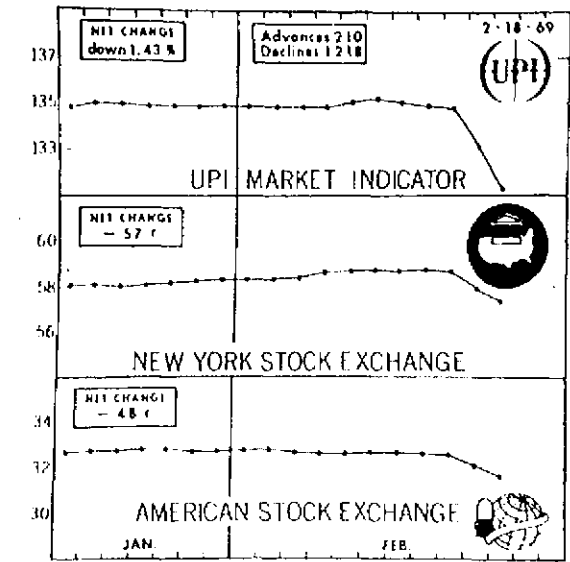 2-18-69
NET CHANGE
down 1.43 %
Advances 210
Declines 1218
UPI
137
135
133
UPI MARKET INDICATOR
NET CHANGE
- 57 ¢
60
58
56
NEW YORK STOCK EXCHANGE
NET CHANGE
- 48 ¢
34
32
30
AMERICAN STOCK EXCHANGE
JAN.
FEB.